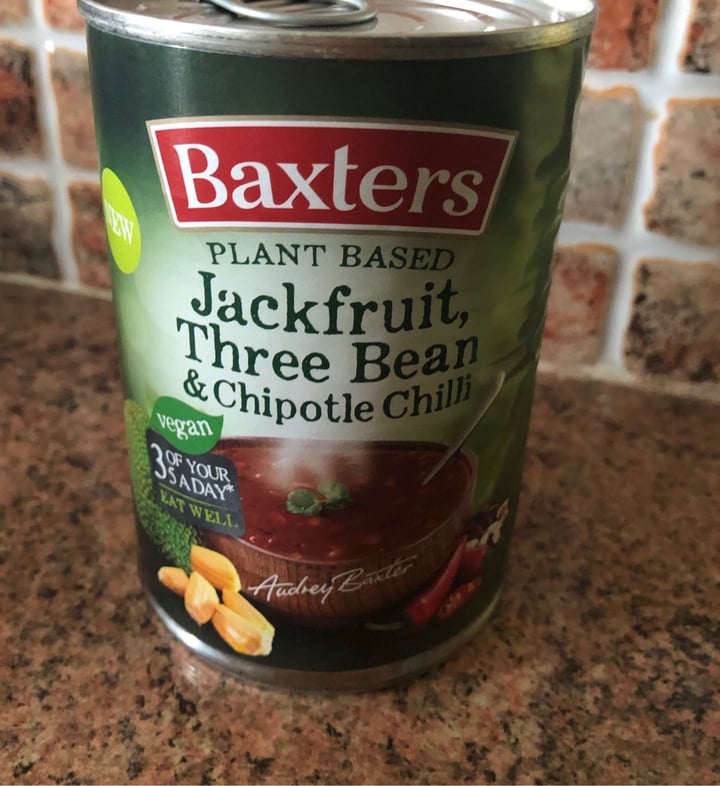 Baxters
NEW
PLANT BASED
Jackfruit,
Three Bean
& Chipotle Chilli
vegan
3 OF YOUR
5 A DAY*
EAT WELL
Audrey Baxter